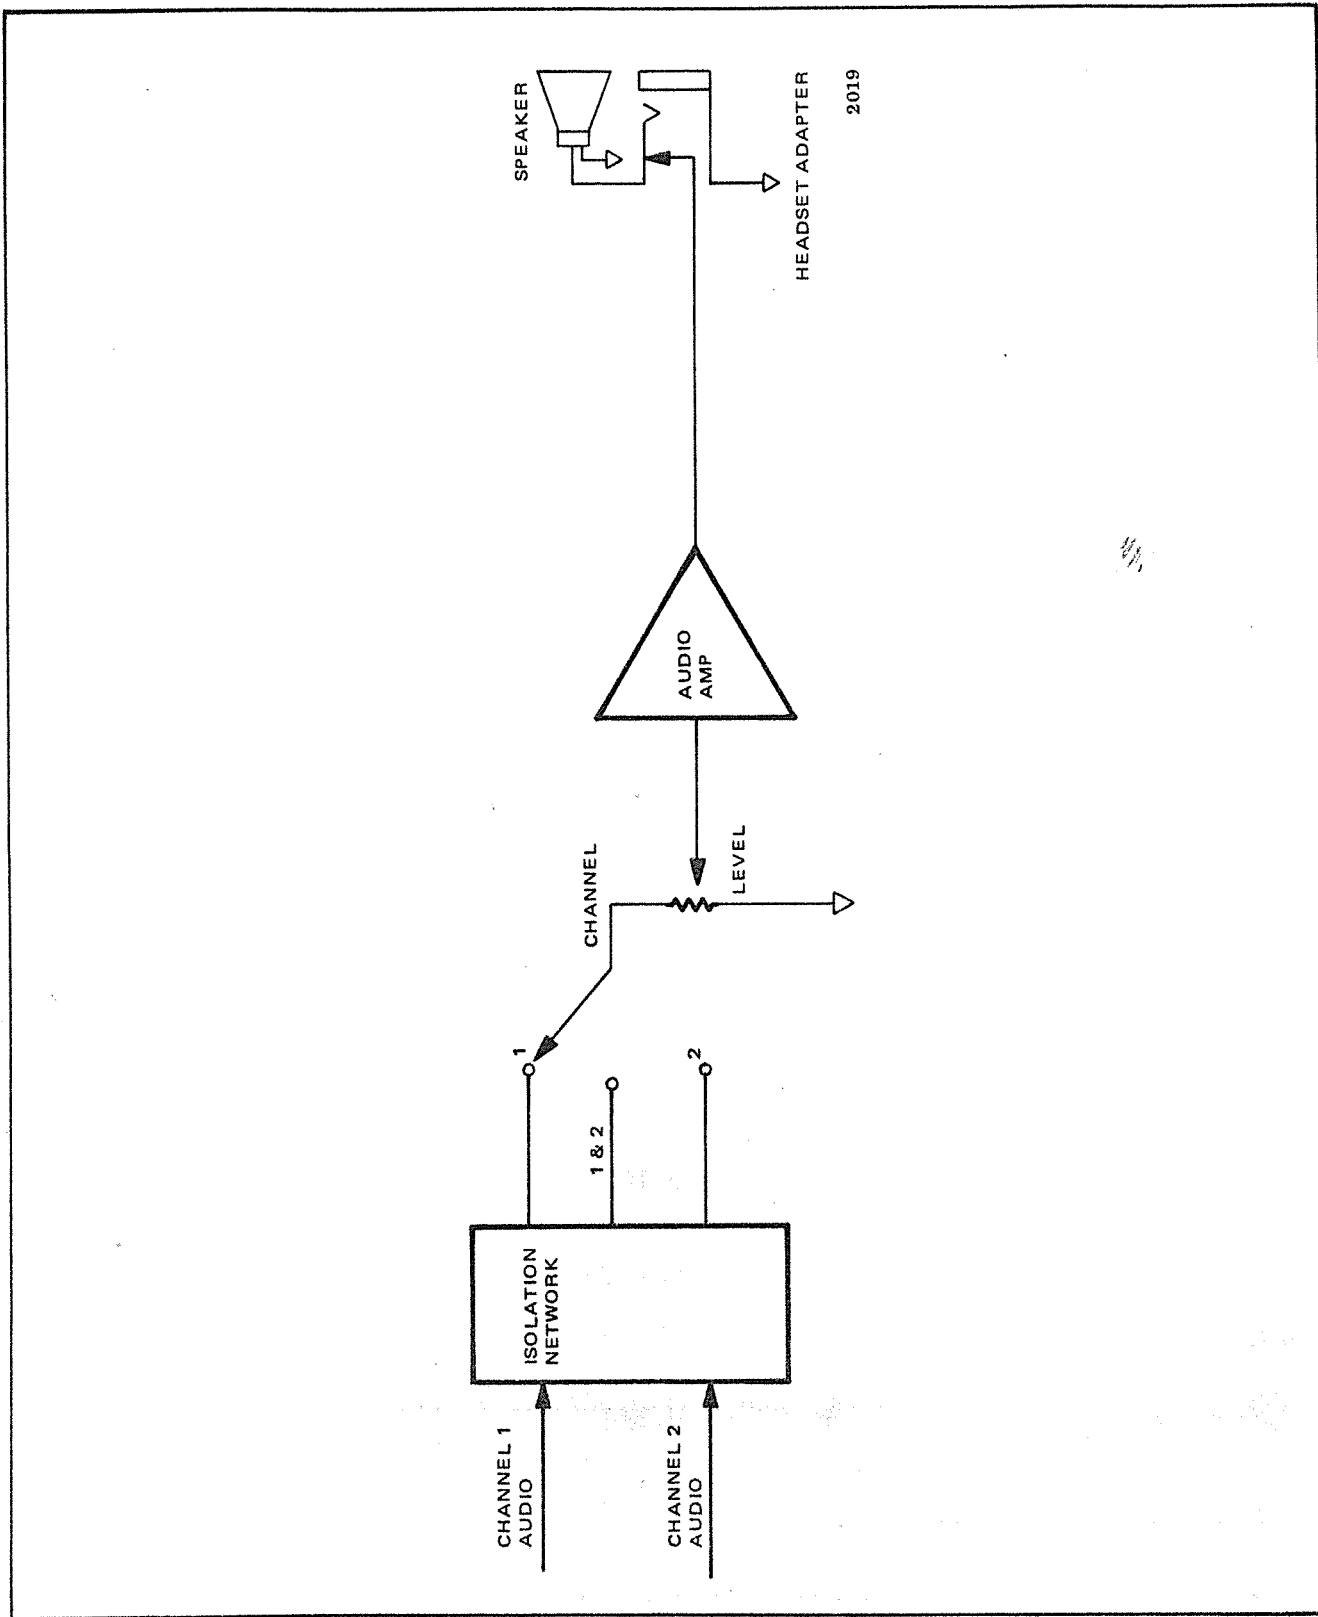 CHANNEL 1
AUDIO
CHANNEL 2
AUDIO
ISOLATION
NETWORK
1
1 & 2
2
CHANNEL
LEVEL
AUDIO
AMP
SPEAKER
HEADSET ADAPTER
2019